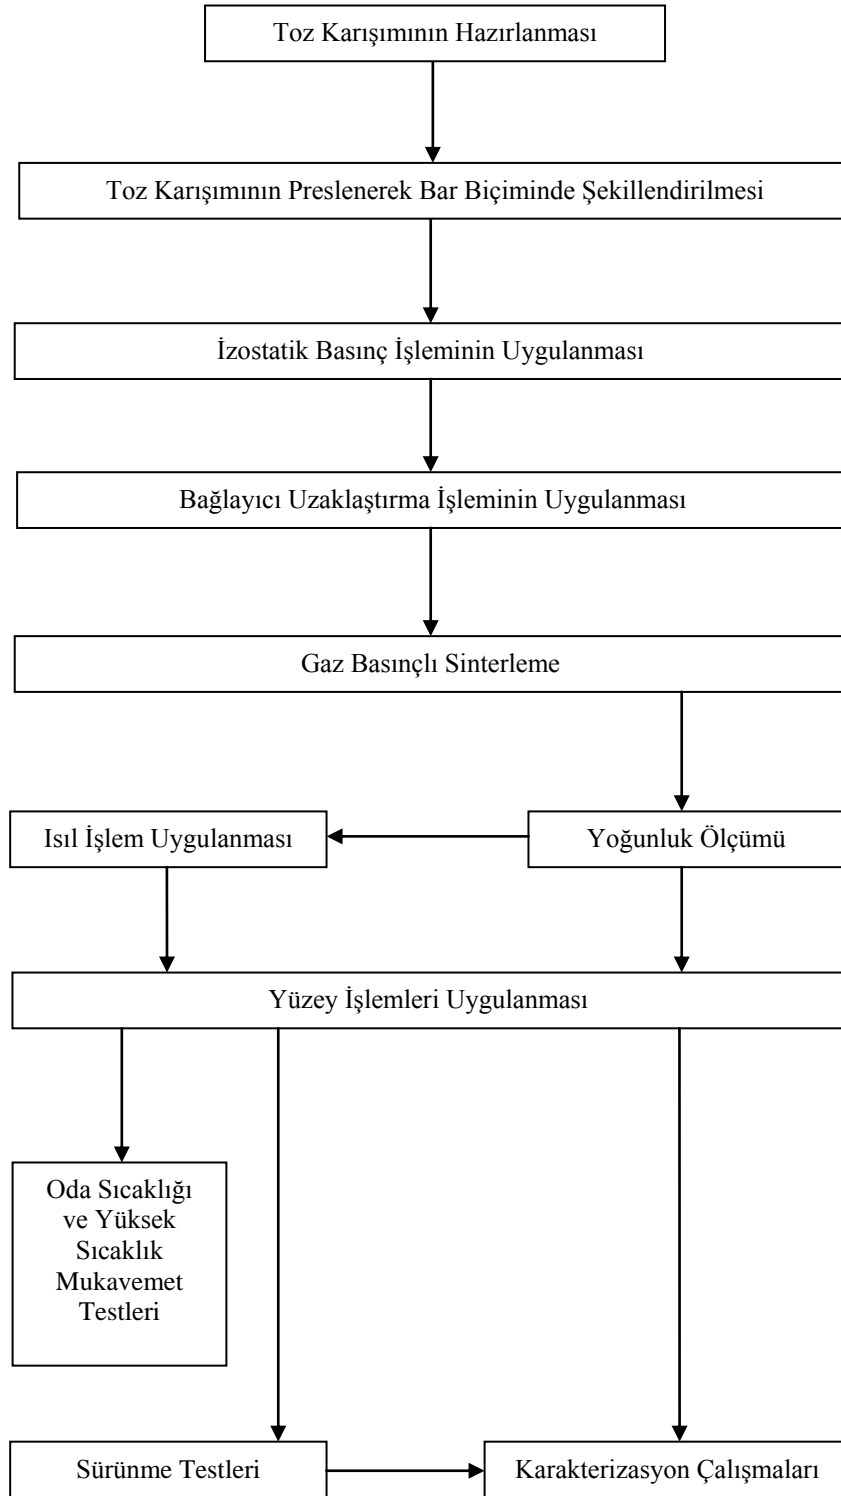 Toz Karışımının Hazırlanması
Toz Karışımının Preslenerek Bar Biçiminde Şekillendirilmesi
İzostatik Basınç İşleminin Uygulanması
Bağlayıcı Uzaklaştırma İşleminin Uygulanması
Gaz Basınçlı Sinterleme
Isıl İşlem Uygulanması
Yoğunluk Ölçümü
Yüzey İşlemleri Uygulanması
Oda Sıcaklığı
ve Yüksek
Sıcaklık
Mukavemet
Testleri
Sürünme Testleri
Karakterizasyon Çalışmaları